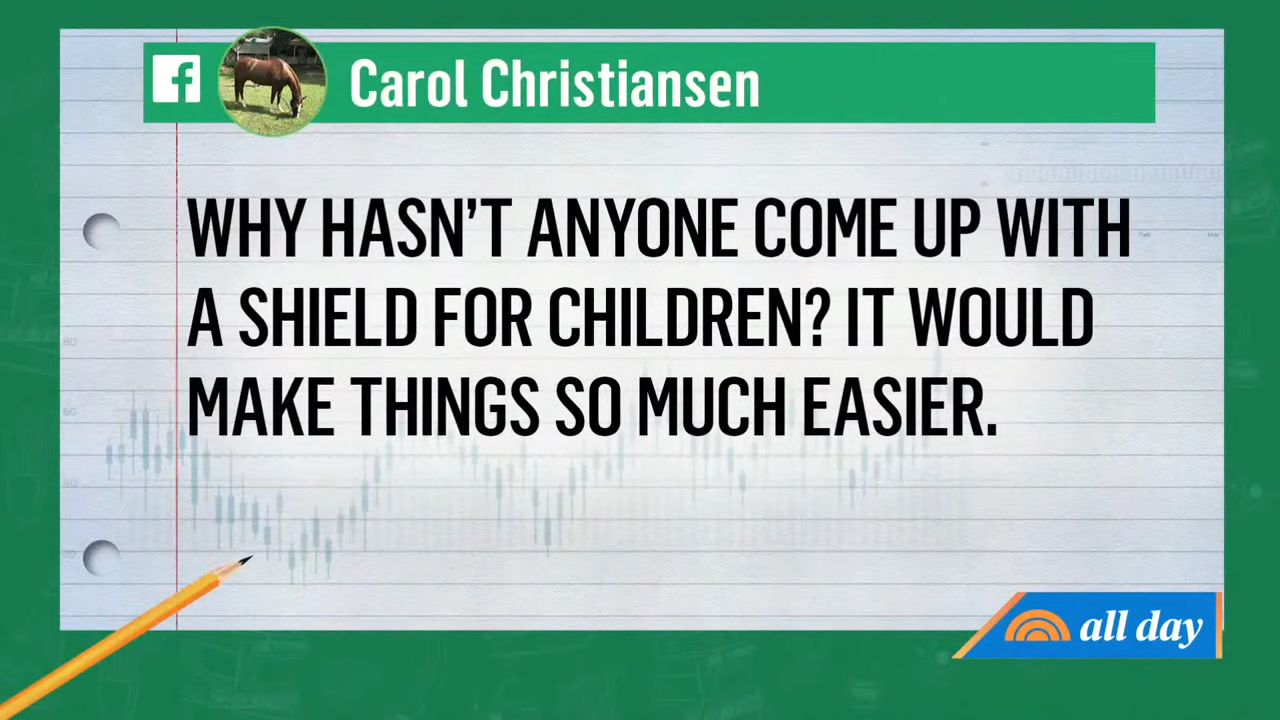 Carol Christiansen
WHY HASN'T ANYONE COME UP WITH
A SHIELD FOR CHILDREN? IT WOULD
MAKE THINGS SO MUCH EASIER.
all day